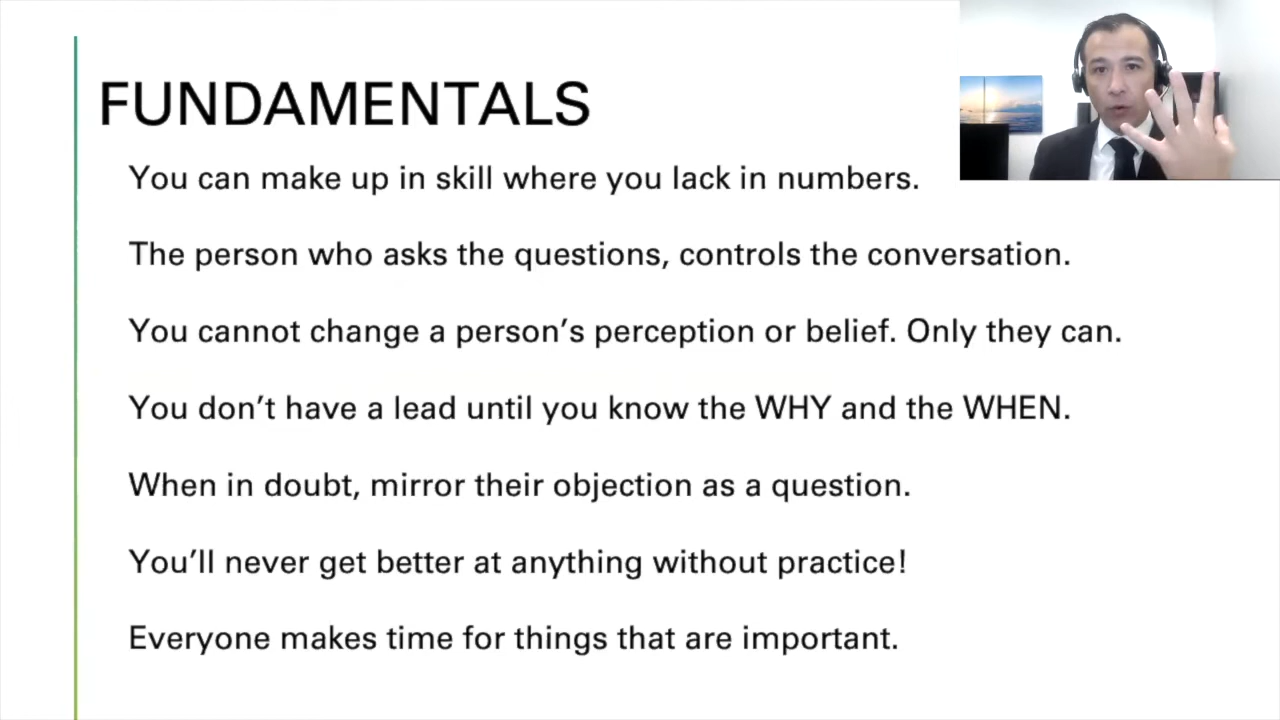 FUNDAMENTALS
You can make up in skill where you lack in numbers.
The person who asks the questions, controls the conversation.
You cannot change a person’s perception or belief. Only they can.
You don’t have a lead until you know the WHY and the WHEN.
When in doubt, mirror their objection as a question.
You’ll never get better at anything without practice!
Everyone makes time for things that are important.